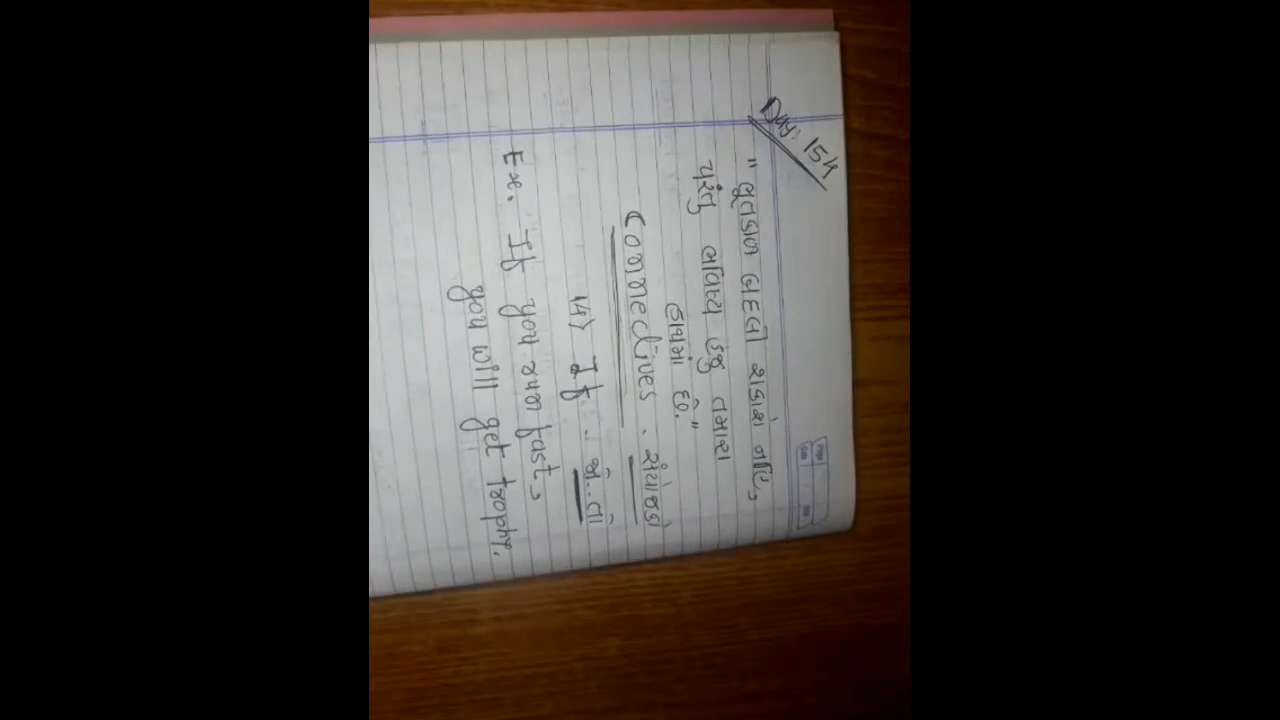 Day: 154
" ભૂતકાળ બદલી શકાશે નહિ,
પરંતુ ભવિષ્ય હજુ તમારા
હાથમાં છે."
Connectives - સંયોજકો
If - જો..તો
Ex. If you run fast,
you will get trophy.
Page